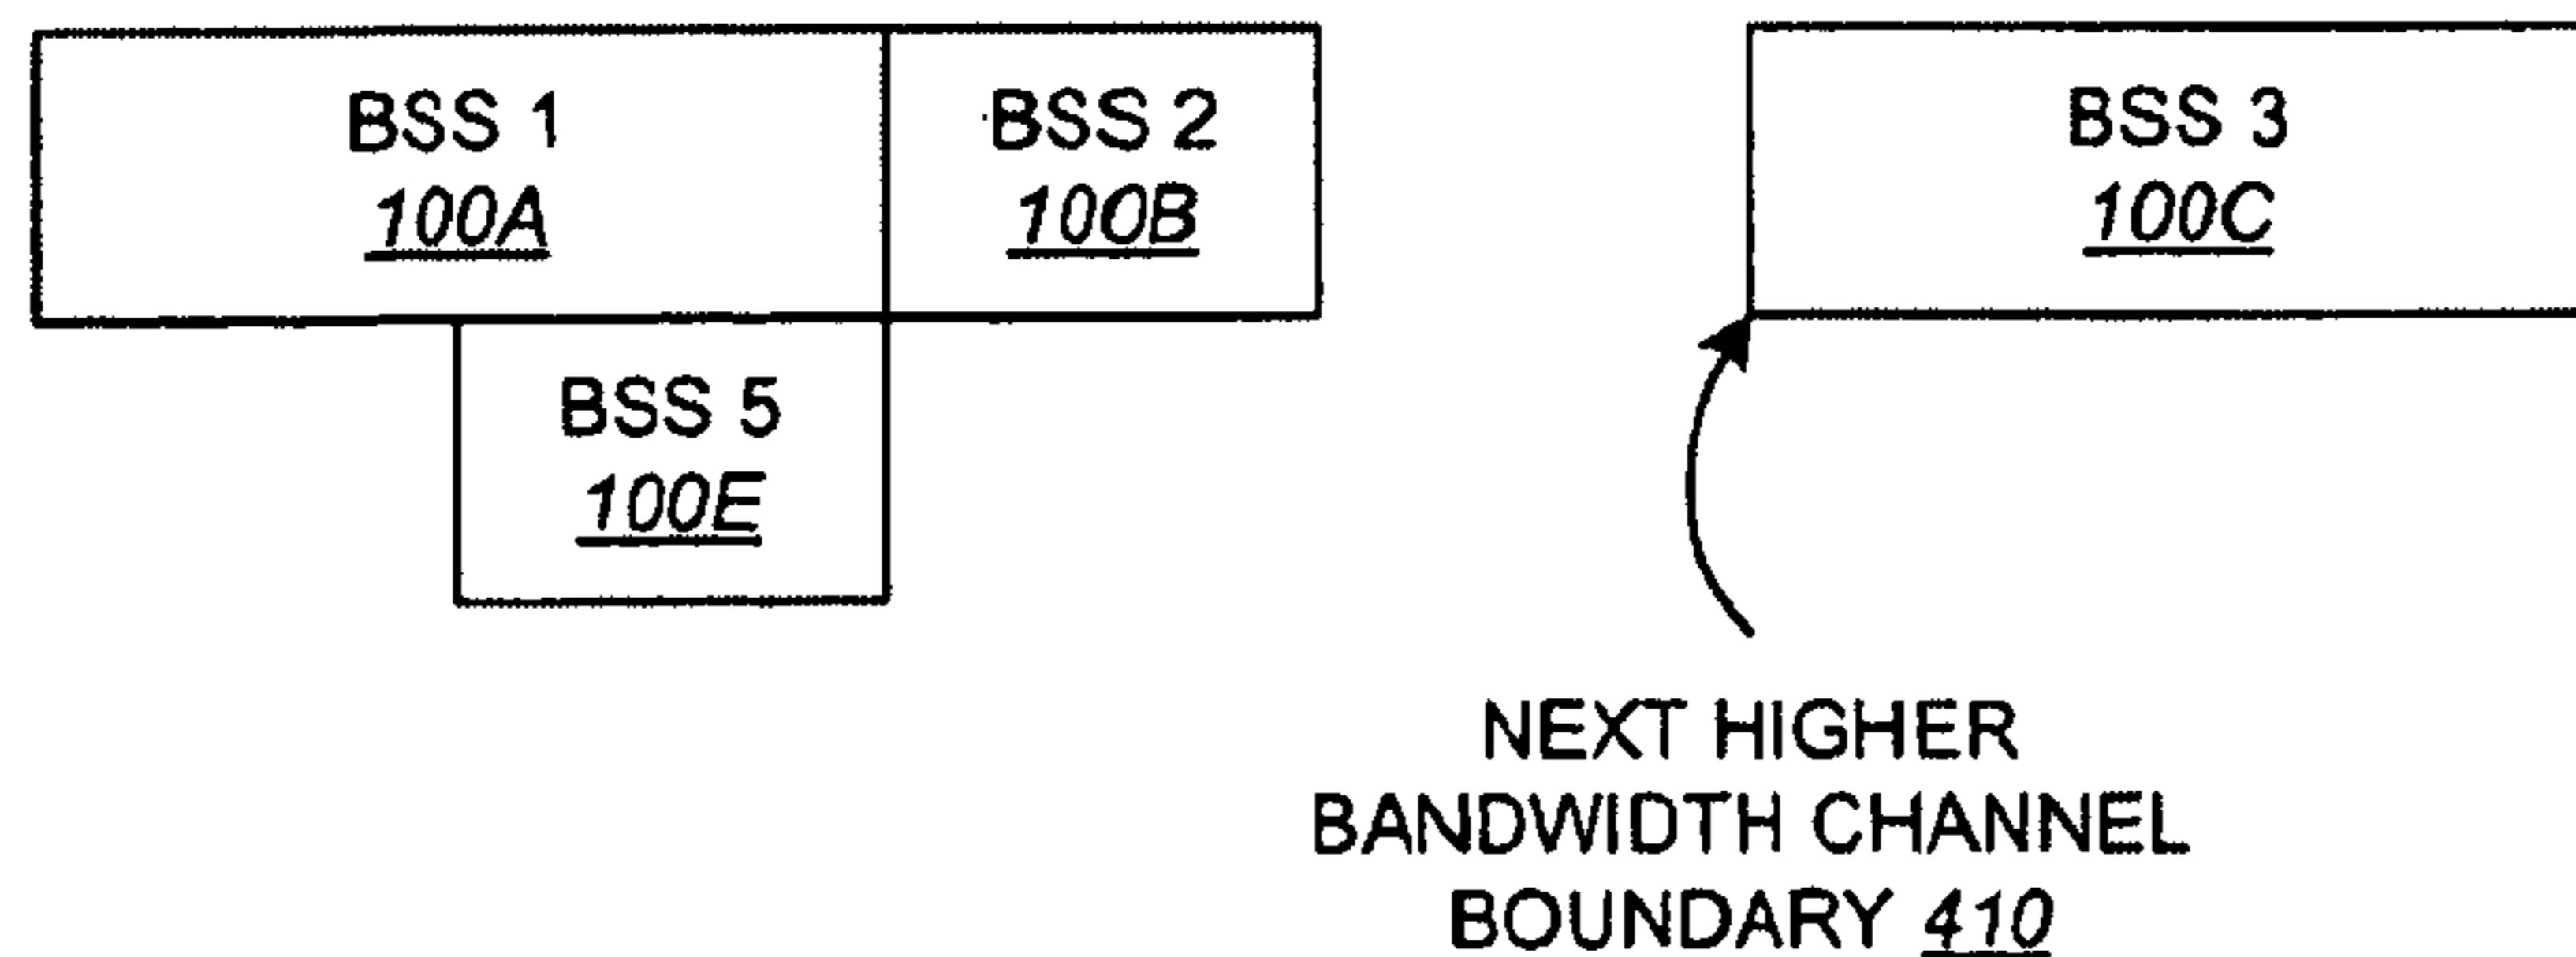 BSS 1
100A
BSS 2
100B
BSS 3
100C
BSS 5
100E
NEXT HIGHER
BANDWIDTH CHANNEL
BOUNDARY 410